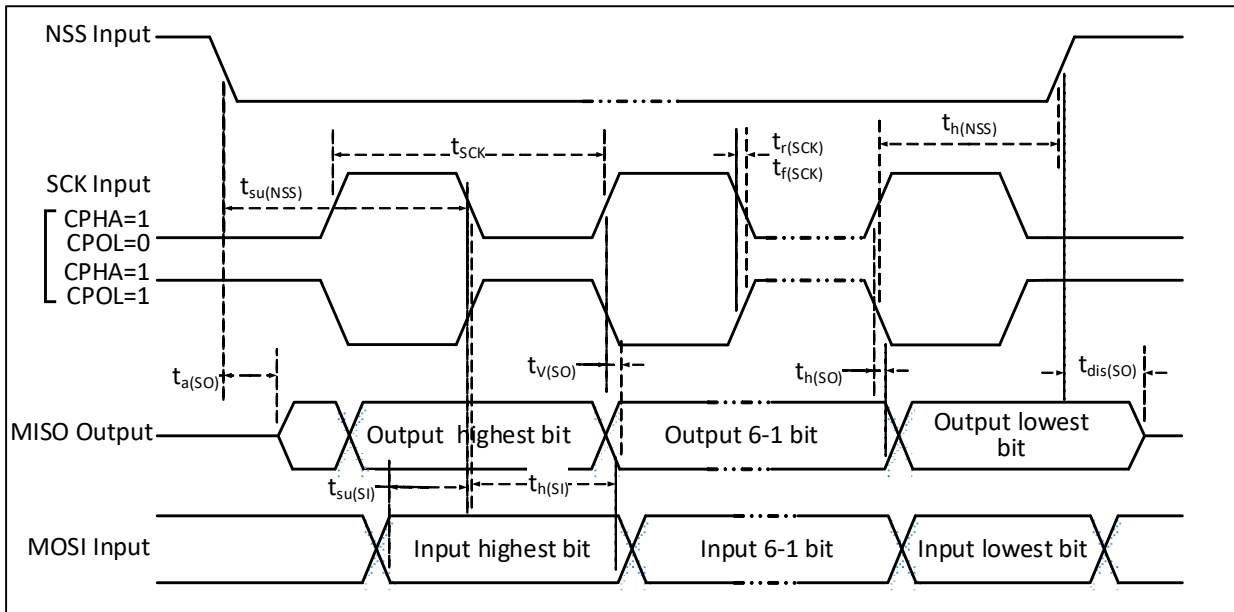 NSS Input
t_SCK
t_r(SCK)
t_f(SCK)
t_h(NSS)
SCK Input
t_su(NSS)
CPHA=1
CPOL=0
CPHA=1
CPOL=1
t_a(SO)
t_V(SO)
t_h(SO)
t_dis(SO)
MISO Output
Output highest bit
Output 6-1 bit
Output lowest
bit
t_su(SI)
t_h(SI)
MOSI Input
Input highest bit
Input 6-1 bit
Input lowest bit